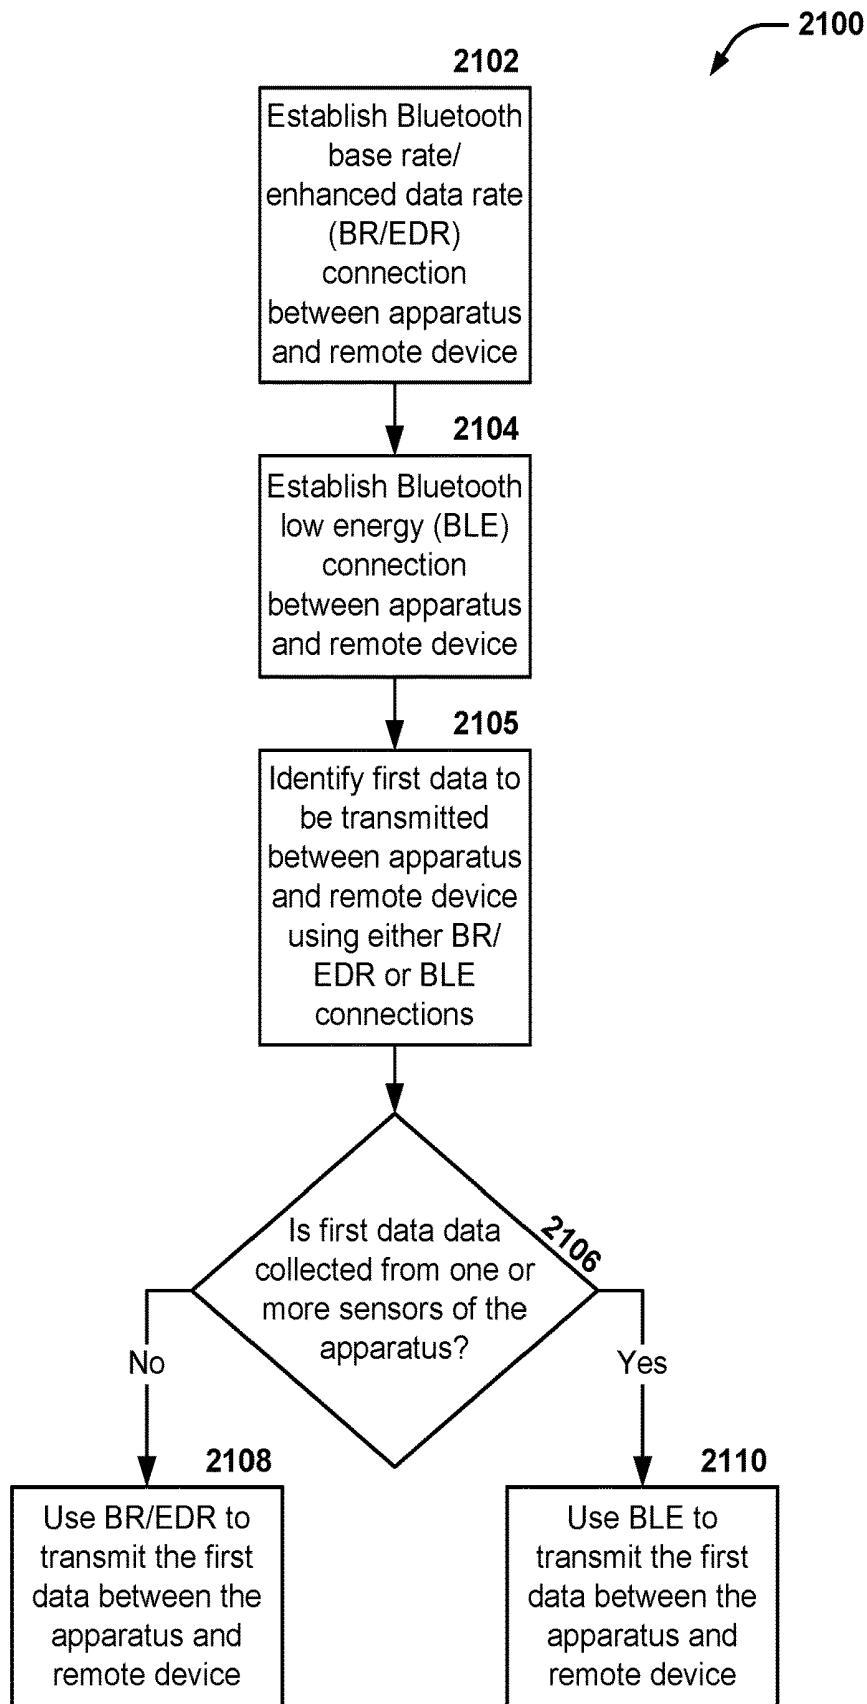 2100
2102
Establish Bluetooth
base rate/
enhanced data rate
(BR/EDR)
connection
between apparatus
and remote device
2104
Establish Bluetooth
low energy (BLE)
connection
between apparatus
and remote device
2105
Identify first data to
be transmitted
between apparatus
and remote device
using either BR/
EDR or BLE
connections
2106
Is first data data
collected from one or
more sensors of the
apparatus?
No
Yes
2108
Use BR/EDR to
transmit the first
data between the
apparatus and
remote device
2110
Use BLE to
transmit the first
data between the
apparatus and
remote device